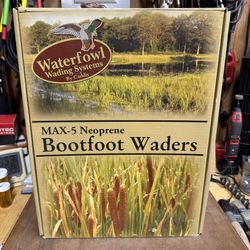 Waterfowl
Wading Systems
By Caddis
MAX-5 Neoprene
Bootfoot Waders